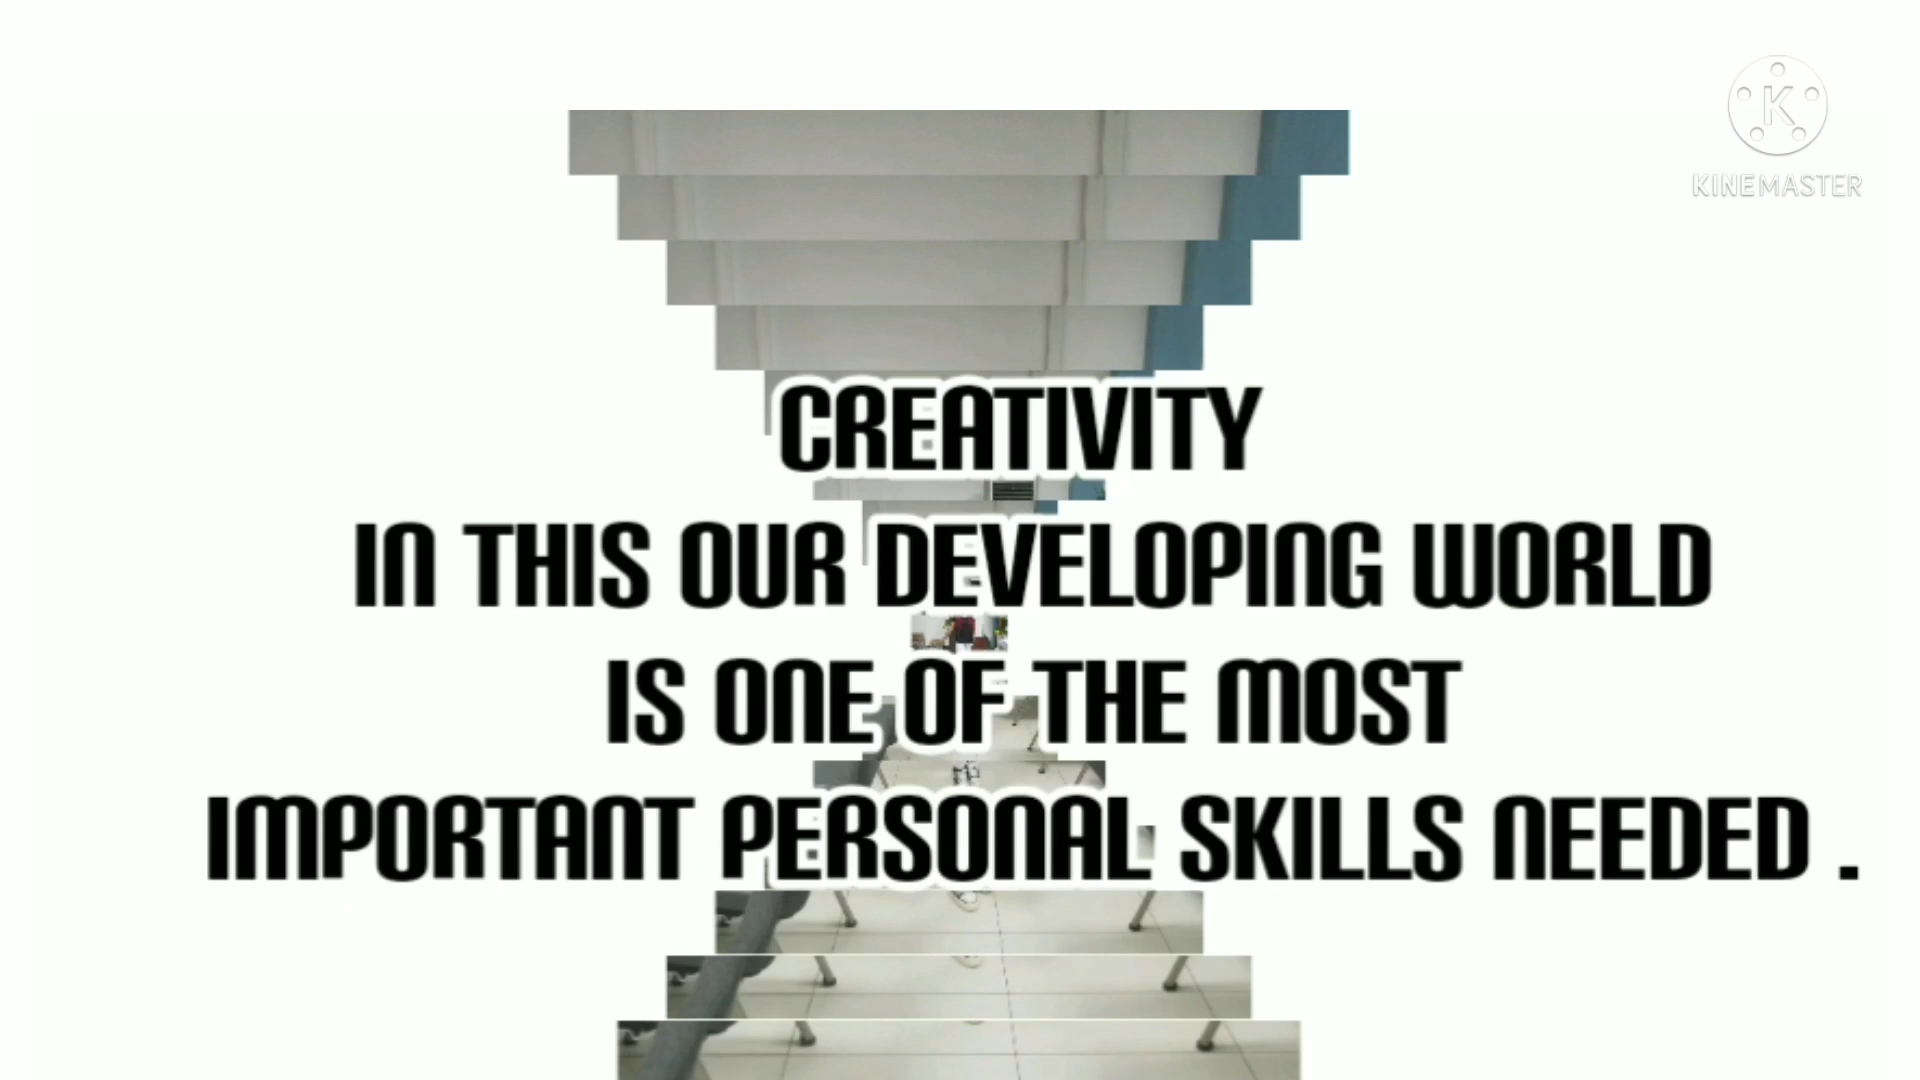 K
KINEMASTER
CREATIVITY
IN THIS OUR DEVELOPING WORLD
IS ONE OF THE MOST
IMPORTANT PERSONAL SKILLS NEEDED .